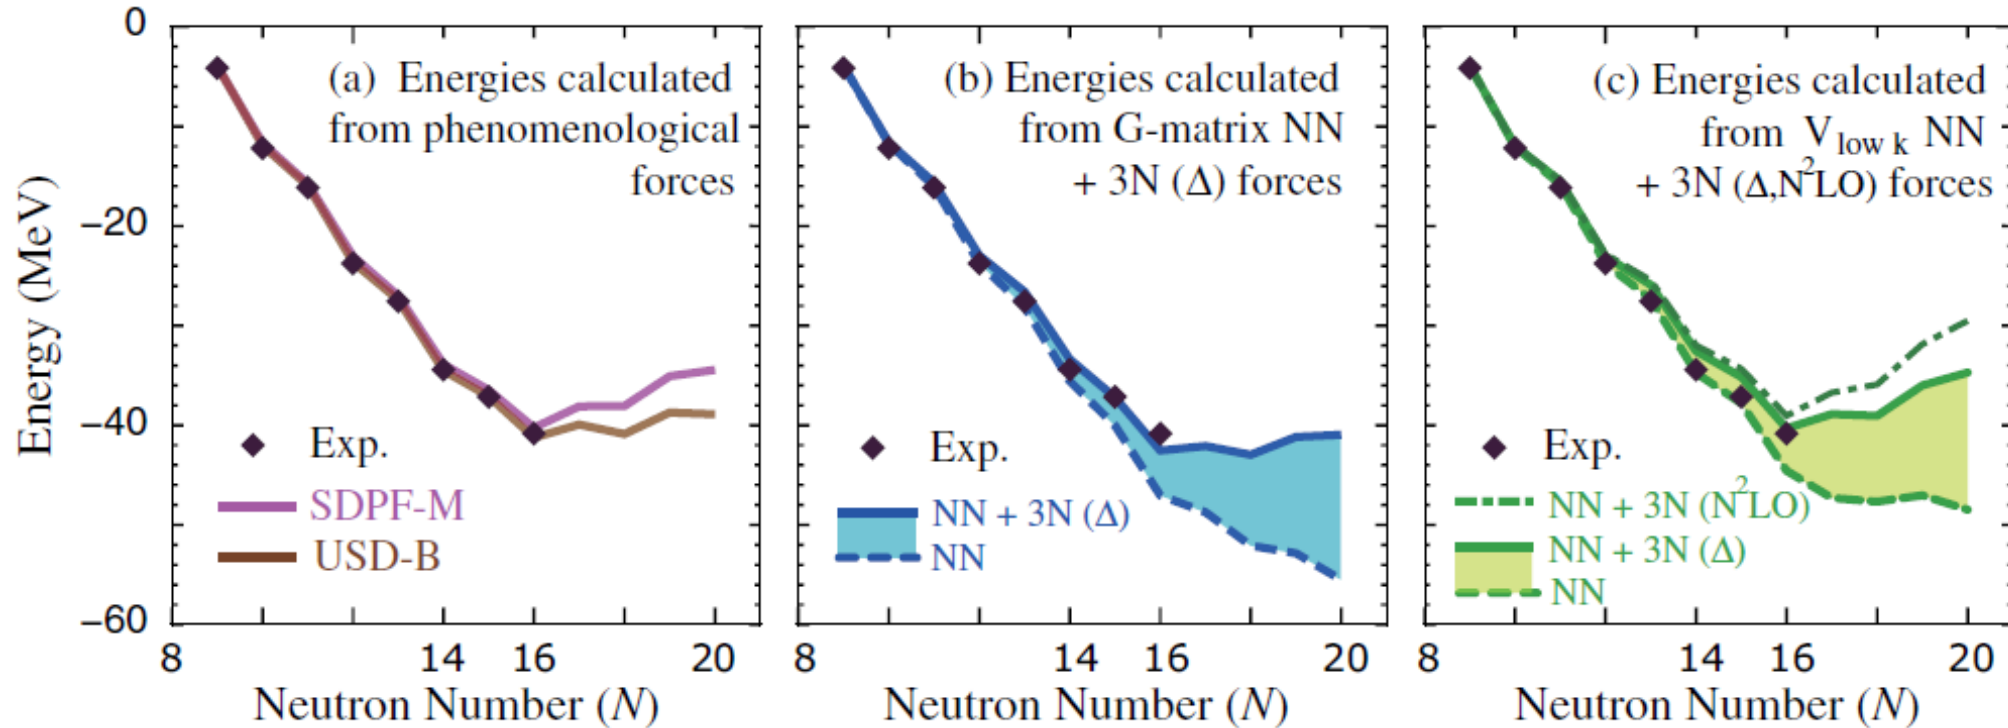 0
−20
−40
−60
Energy (MeV)
(a) Energies calculated
from phenomenological
forces
Exp.
SDPF-M
USD-B
8
14
16
20
Neutron Number (N)
(b) Energies calculated
from G-matrix NN
+ 3N (Δ) forces
Exp.
NN + 3N (Δ)
NN
8
14
16
20
Neutron Number (N)
(c) Energies calculated
from V low k NN
+ 3N (Δ,N²LO) forces
Exp.
NN + 3N (N²LO)
NN + 3N (Δ)
NN
8
14
16
20
Neutron Number (N)